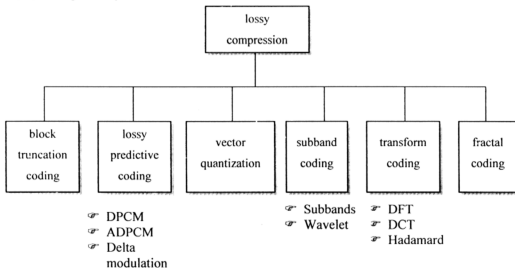 lossy
compression
block
truncation
coding
lossy
predictive
coding
vector
quantization
subband
coding
transform
coding
fractal
coding
☞ DPCM
☞ ADPCM
☞ Delta
modulation
☞ Subbands
☞ Wavelet
☞ DFT
☞ DCT
☞ Hadamard